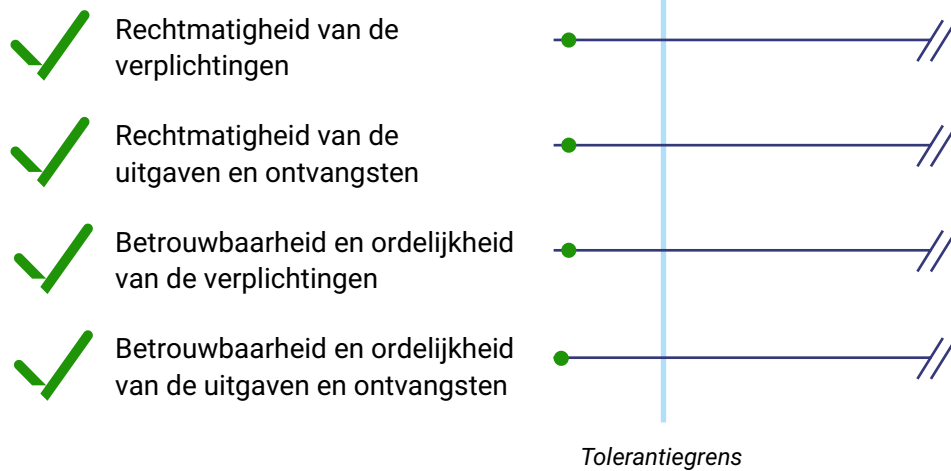 Rechtmatigheid van de
verplichtingen
Rechtmatigheid van de
uitgaven en ontvangsten
Betrouwbaarheid en ordelijkheid
van de verplichtingen
Betrouwbaarheid en ordelijkheid
van de uitgaven en ontvangsten
Tolerantiegrens